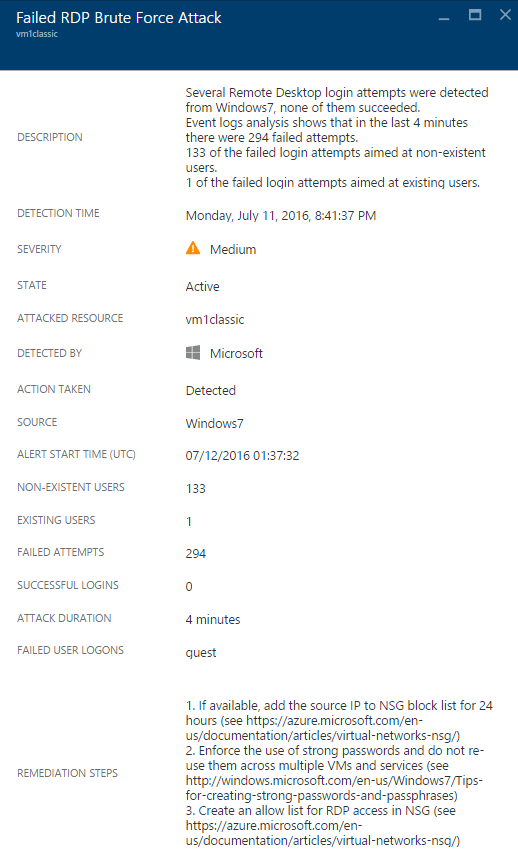 Failed RDP Brute Force Attack
vm1classic
DESCRIPTION
Several Remote Desktop login attempts were detected
from Windows7, none of them succeeded.
Event logs analysis shows that in the last 4 minutes
there were 294 failed attempts.
133 of the failed login attempts aimed at non-existent
users.
1 of the failed login attempts aimed at existing users.
DETECTION TIME
Monday, July 11, 2016, 8:41:37 PM
SEVERITY
Medium
STATE
Active
ATTACKED RESOURCE
vm1classic
DETECTED BY
Microsoft
ACTION TAKEN
Detected
SOURCE
Windows7
ALERT START TIME (UTC)
07/12/2016 01:37:32
NON-EXISTENT USERS
133
EXISTING USERS
1
FAILED ATTEMPTS
294
SUCCESSFUL LOGINS
0
ATTACK DURATION
4 minutes
FAILED USER LOGONS
guest
REMEDIATION STEPS
1. If available, add the source IP to NSG block list for 24
hours (see https://azure.microsoft.com/en-
us/documentation/articles/virtual-networks-nsg/)
2. Enforce the use of strong passwords and do not re-
use them across multiple VMs and services (see
http://windows.microsoft.com/en-us/Windows7/Tips-
for-creating-strong-passwords-and-passphrases)
3. Create an allow list for RDP access in NSG (see
https://azure.microsoft.com/en-
us/documentation/articles/virtual-networks-nsg/)